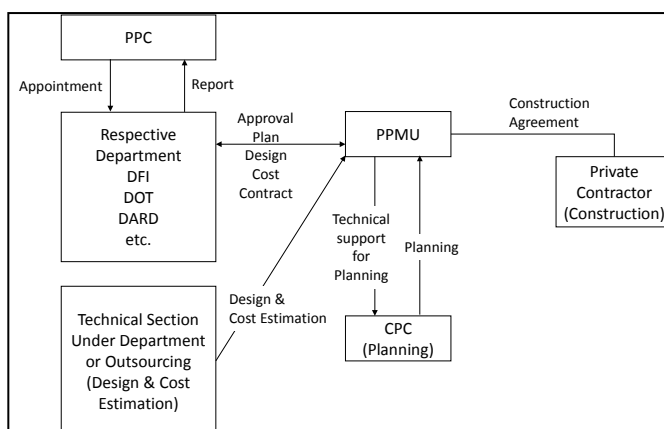 PPC
Appointment
Report
Respective
Department
DFI
DOT
DARD
etc.
Approval
Plan
Design
Cost
Contract
PPMU
Construction
Agreement
Private
Contractor
(Construction)
Technical
support
for
Planning
Planning
Design &
Cost Estimation
CPC
(Planning)
Technical Section
Under Department
or Outsourcing
(Design & Cost
Estimation)